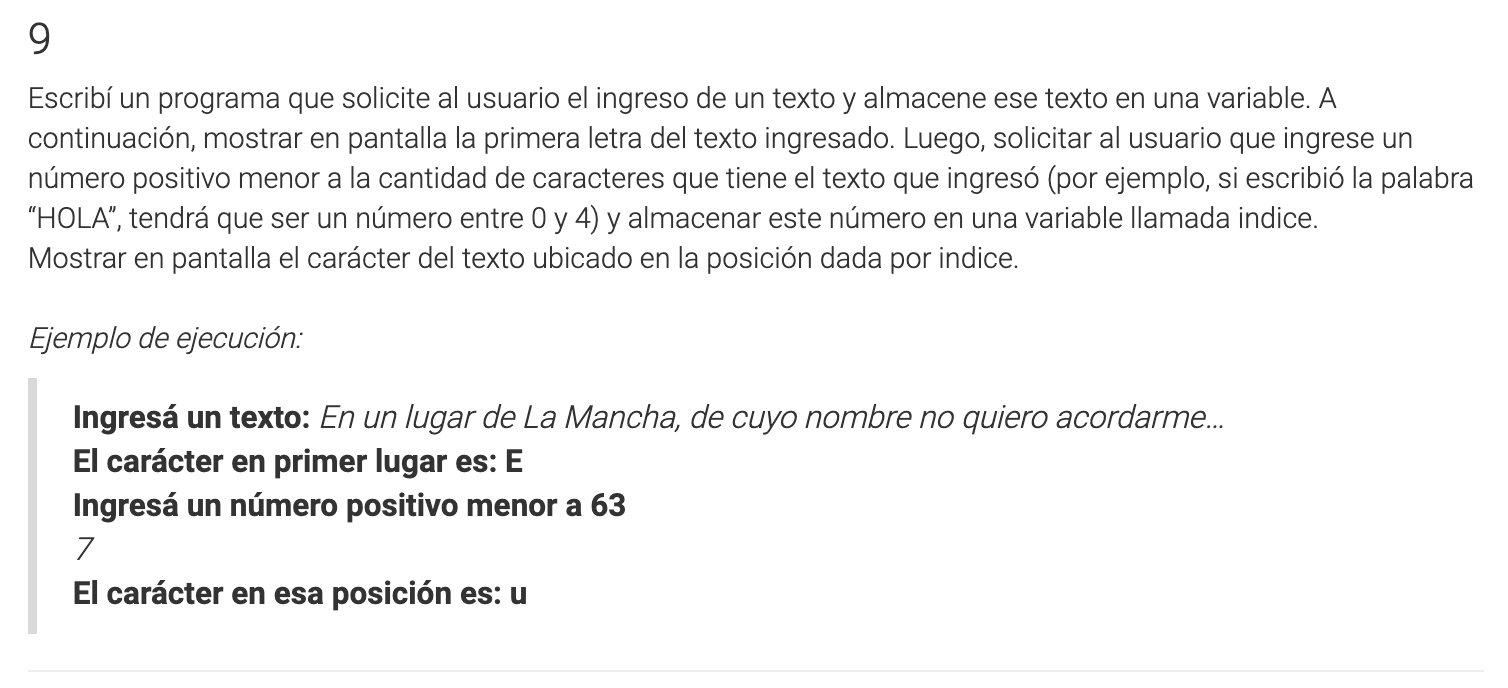 9
Escribí un programa que solicite al usuario el ingreso de un texto y almacene ese texto en una variable. A
continuación, mostrar en pantalla la primera letra del texto ingresado. Luego, solicitar al usuario que ingrese un
número positivo menor a la cantidad de caracteres que tiene el texto que ingresó (por ejemplo, si escribió la palabra
“HOLA”, tendrá que ser un número entre 0 y 4) y almacenar este número en una variable llamada indice.
Mostrar en pantalla el carácter del texto ubicado en la posición dada por indice.
Ejemplo de ejecución:
Ingresá un texto: En un lugar de La Mancha, de cuyo nombre no quiero acordarme...
El carácter en primer lugar es: E
Ingresá un número positivo menor a 63
7
El carácter en esa posición es: u